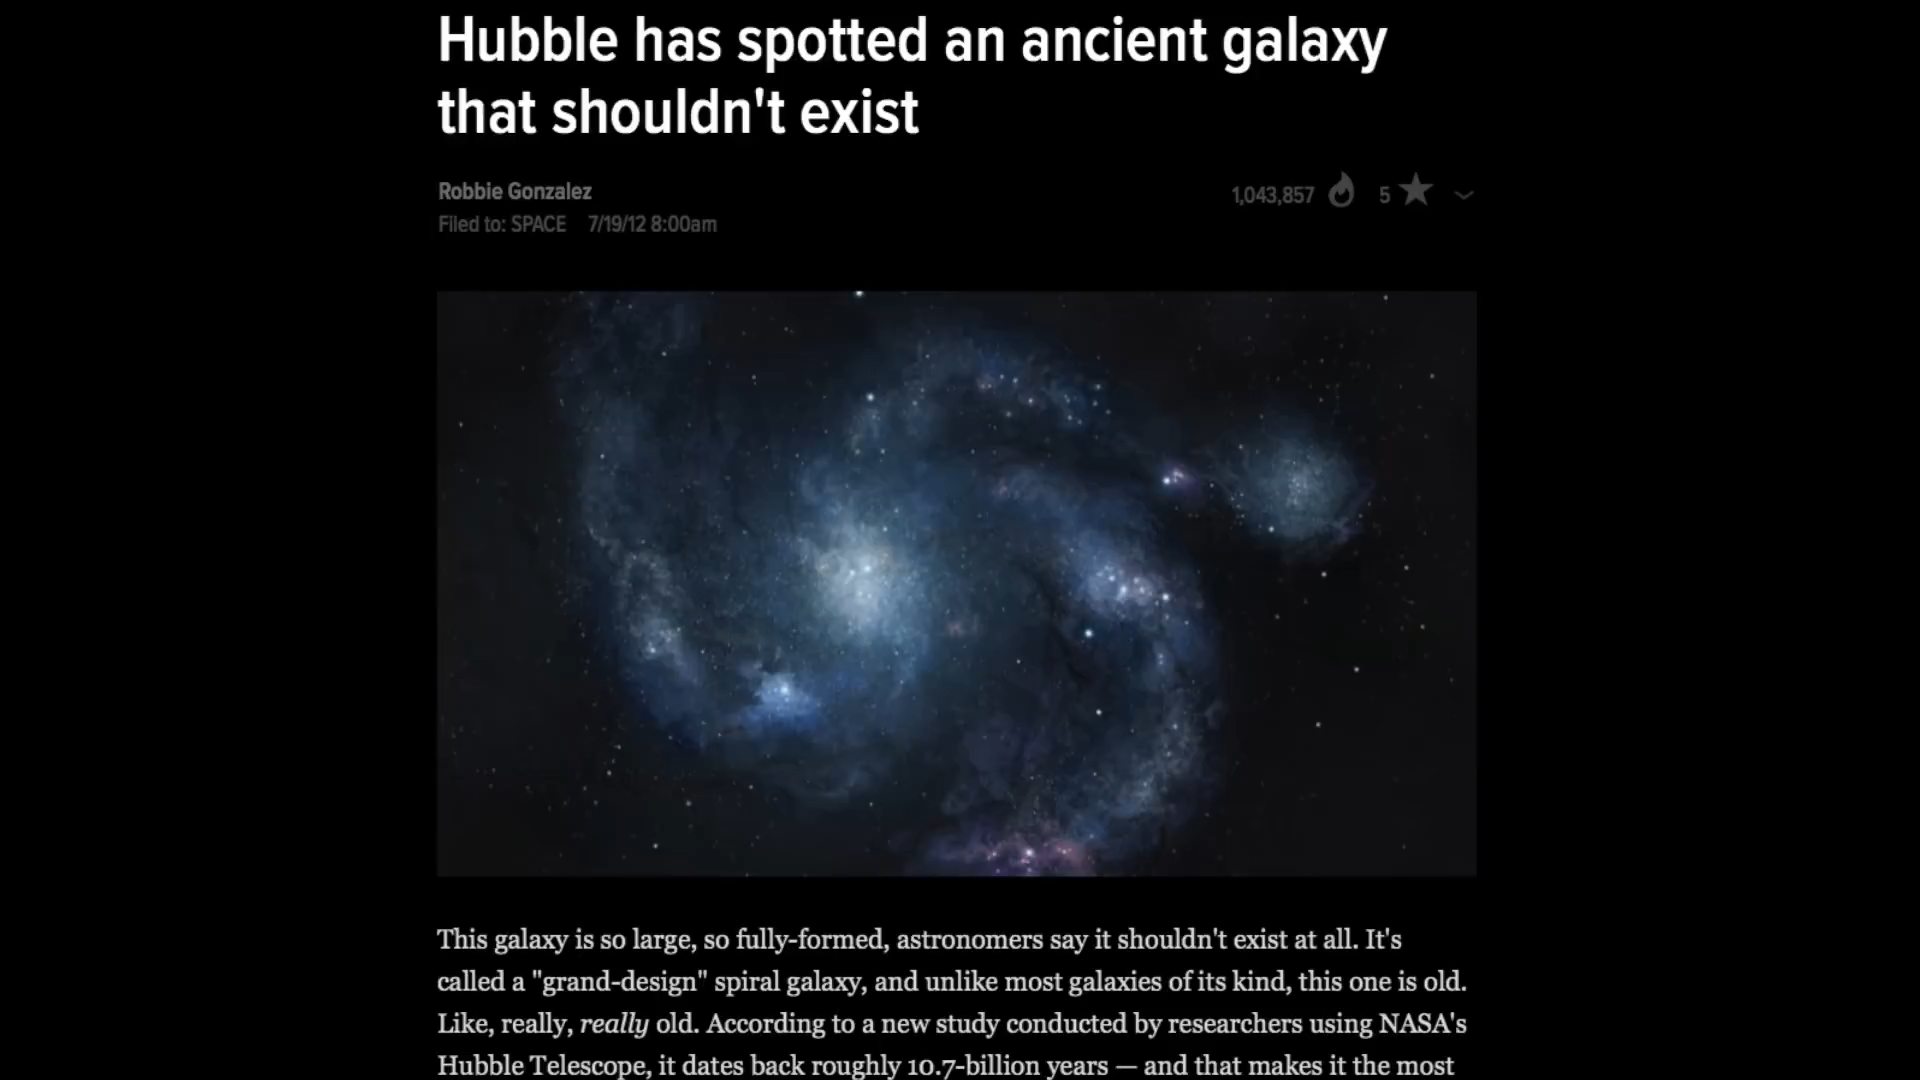 Hubble has spotted an ancient galaxy
that shouldn't exist
Robbie Gonzalez
1,043,857 5
Filed to: SPACE 7/19/12 8:00am
This galaxy is so large, so fully-formed, astronomers say it shouldn't exist at all. It's
called a "grand-design" spiral galaxy, and unlike most galaxies of its kind, this one is old.
Like, really, really old. According to a new study conducted by researchers using NASA's
Hubble Telescope, it dates back roughly 10.7-billion years — and that makes it the most